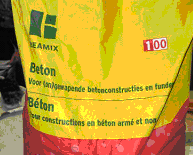 BEAMIX
100
Beton
Voor (on)gewapende betonconstructies en funder
Béton
Pour constructions en béton armé et non